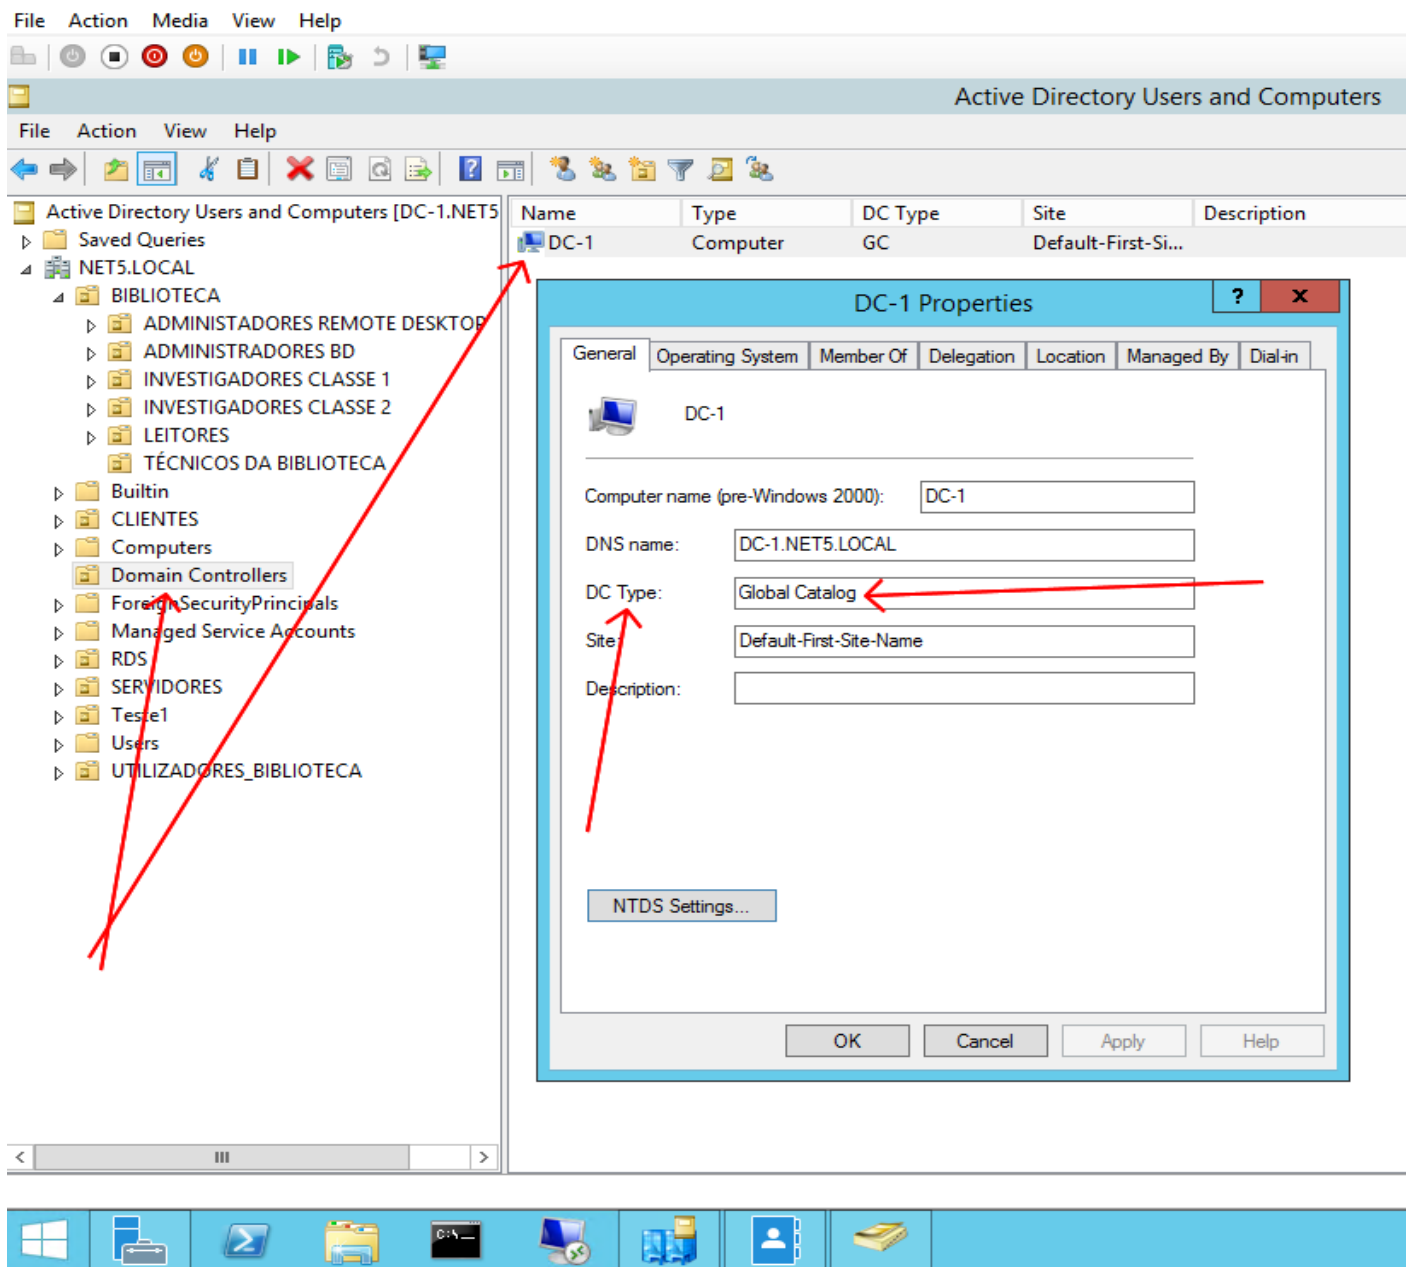 File Action Media View Help
Active Directory Users and Computers
File Action View Help
Active Directory Users and Computers [DC-1.NET5
Saved Queries
NET5.LOCAL
BIBLIOTECA
ADMINISTADORES REMOTE DESKTOP
ADMINISTRADORES BD
INVESTIGADORES CLASSE 1
INVESTIGADORES CLASSE 2
LEITORES
TÉCNICOS DA BIBLIOTECA
Builtin
CLIENTES
Computers
Domain Controllers
ForeignSecurityPrincipals
Managed Service Accounts
RDS
SERVIDORES
Teste1
Users
UTILIZADORES_BIBLIOTECA
Name Type DC Type Site Description
DC-1 Computer GC Default-First-Si...
DC-1 Properties
? x
General Operating System Member Of Delegation Location Managed By Dial-in
DC-1
Computer name (pre-Windows 2000): DC-1
DNS name: DC-1.NET5.LOCAL
DC Type: Global Catalog
Site: Default-First-Site-Name
Description:
NTDS Settings...
OK Cancel Apply Help
C:\_